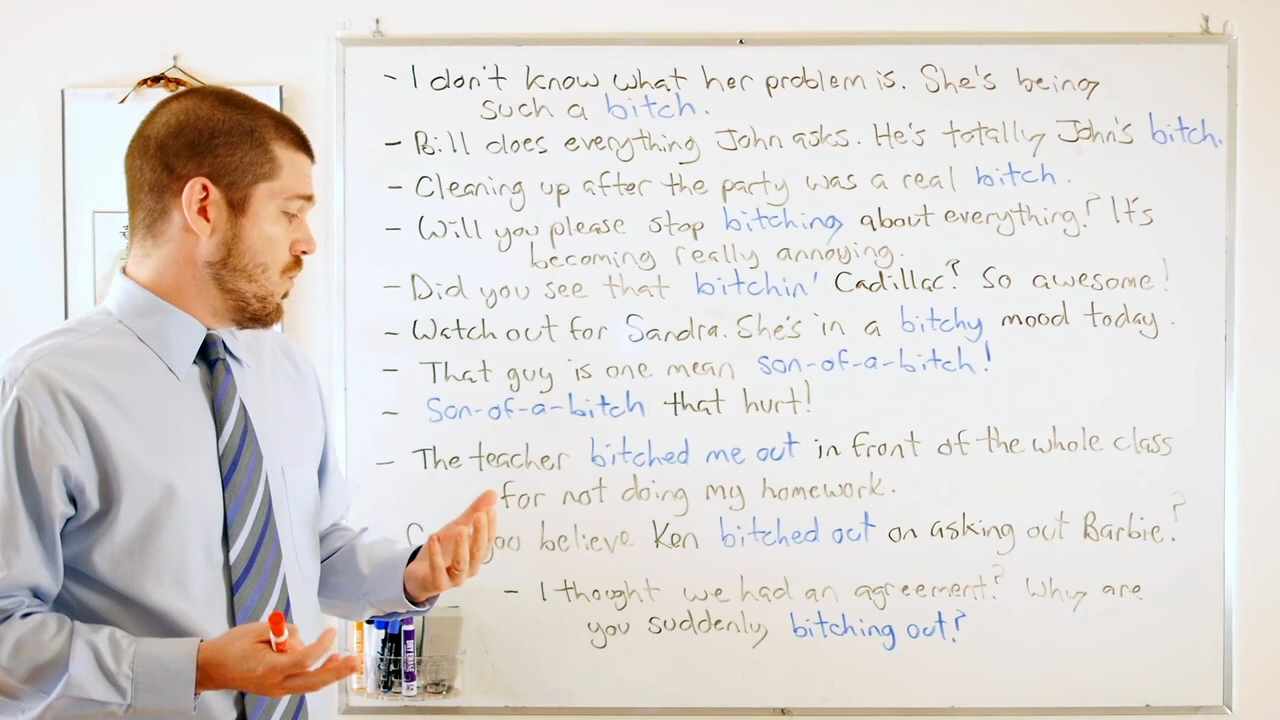 - I don't know what her problem is. She's being
such a bitch.
- Bill does everything John asks. He's totally John's bitch.
- Cleaning up after the party was a real bitch.
- Will you please stop bitching about everything? It's
becoming really annoying.
- Did you see that bitchin' Cadillac? So awesome!
- Watch out for Sandra. She's in a bitchy mood today.
- That guy is one mean son-of-a-bitch!
- Son-of-a-bitch that hurt!
- The teacher bitched me out in front of the whole class
for not doing my homework.
believe Ken bitched out on asking out Barbie?
- I thought we had an agreement? Why are
you suddenly bitching out?